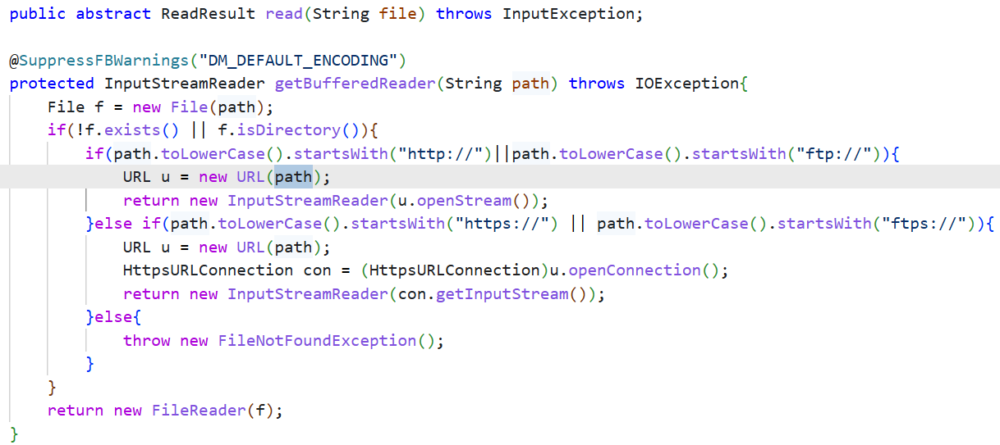 public abstract ReadResult read(String file) throws InputException;

@SuppressFBWarnings("DM_DEFAULT_ENCODING")
protected InputStreamReader getBufferedReader(String path) throws IOException{
    File f = new File(path);
    if(!f.exists() || f.isDirectory()){
        if(path.toLowerCase().startsWith("http://")||path.toLowerCase().startsWith("ftp://")){
            URL u = new URL(path);
            return new InputStreamReader(u.openStream());
        }else if(path.toLowerCase().startsWith("https://") || path.toLowerCase().startsWith("ftps://")){
            URL u = new URL(path);
            HttpsURLConnection con = (HttpsURLConnection)u.openConnection();
            return new InputStreamReader(con.getInputStream());
        }else{
            throw new FileNotFoundException();
        }
    }
    return new FileReader(f);
}